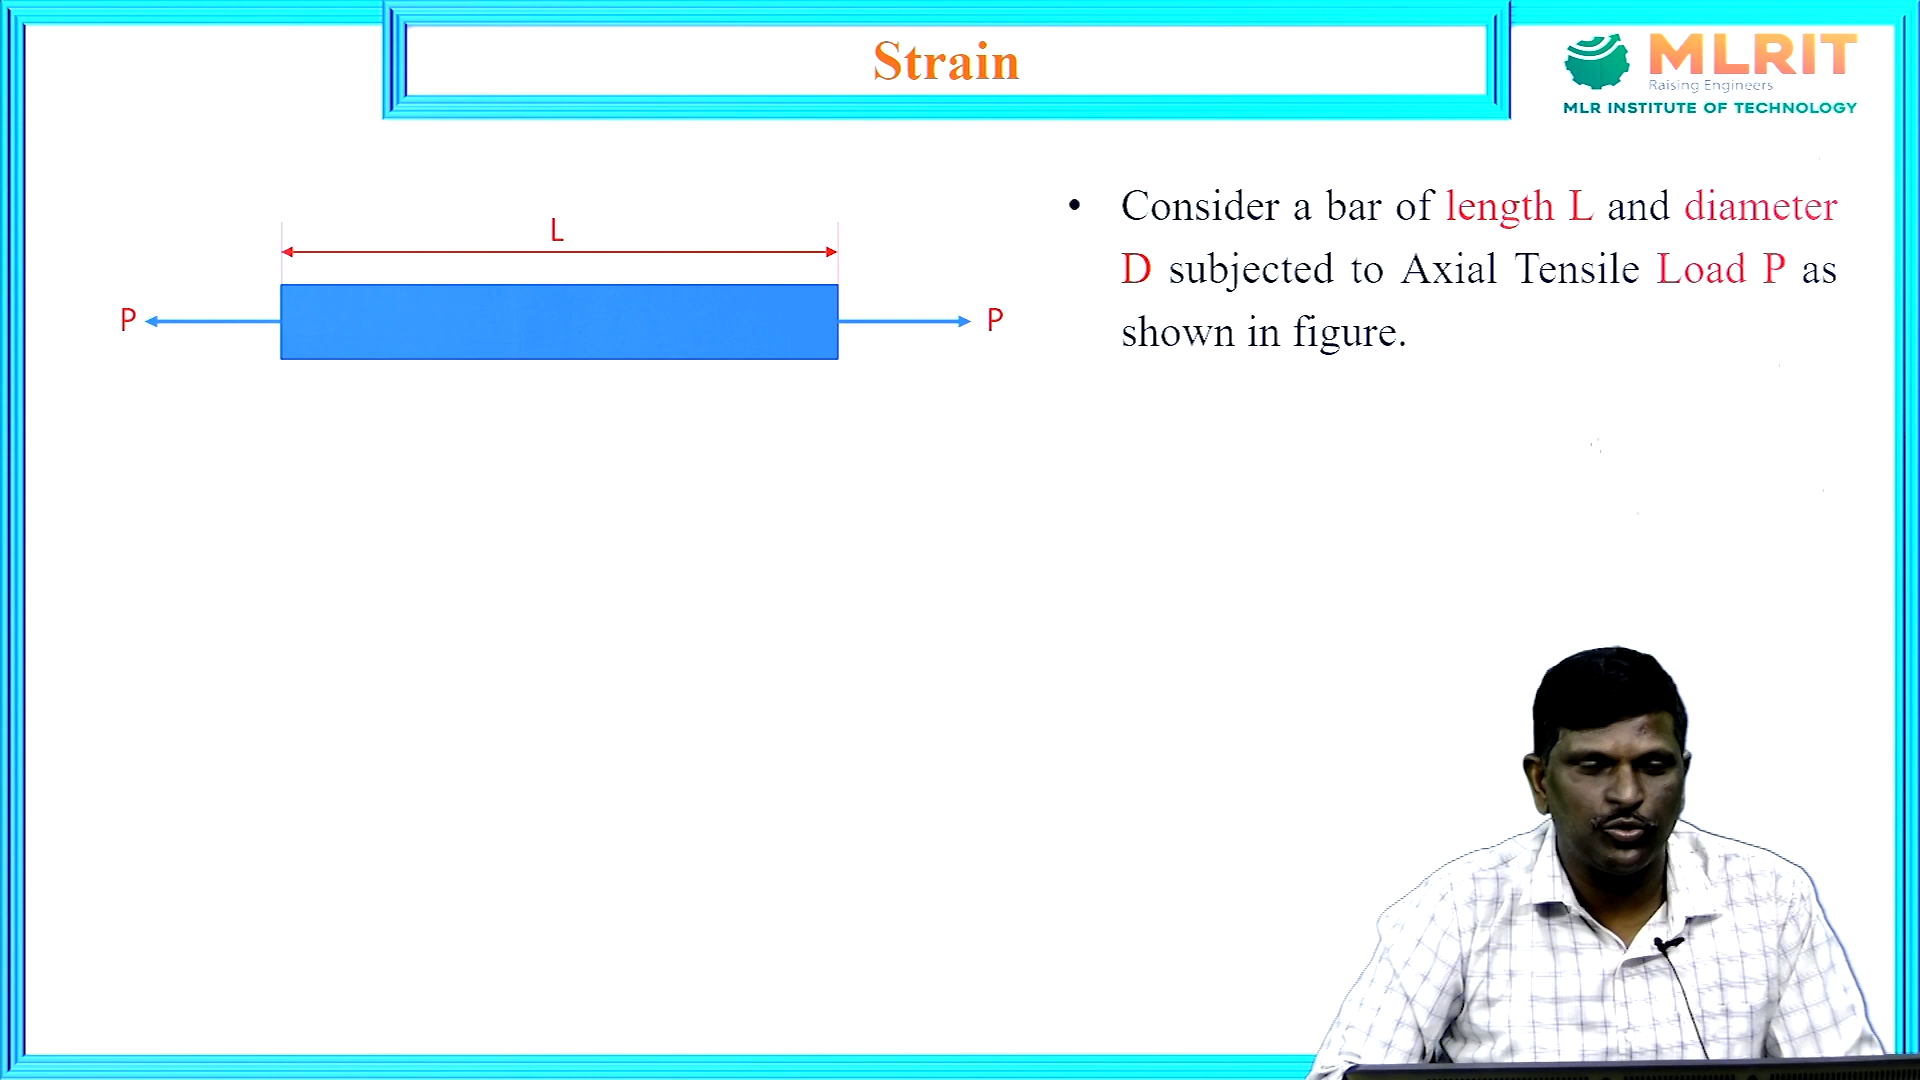 Strain
MLRIT
Raising Engineers
MLR INSTITUTE OF TECHNOLOGY
L
P
P
• Consider a bar of length L and diameter
D subjected to Axial Tensile Load P as
shown in figure.